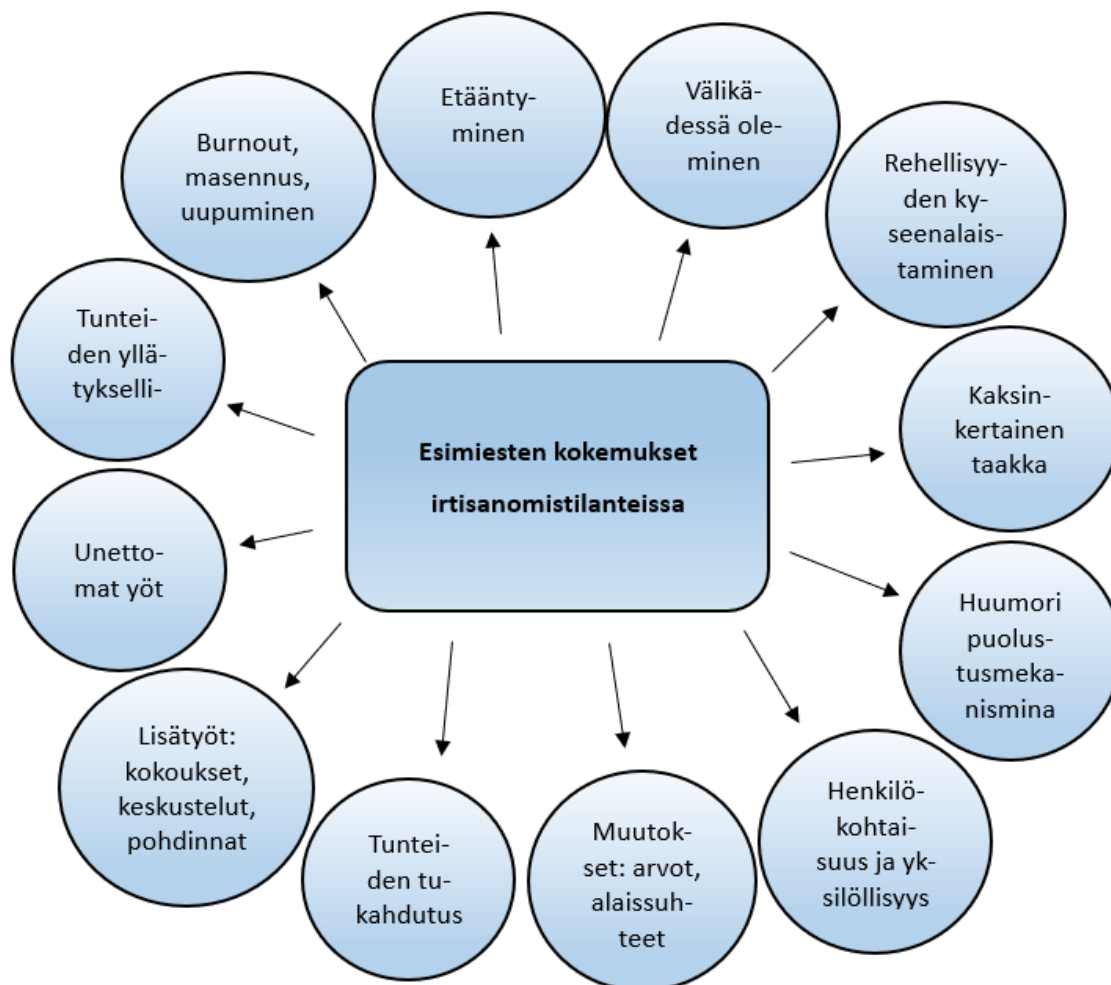 Etäänty-
minen
Välikä-
dessä ole-
minen
Rehellisyy-
den ky-
seenalais-
taminen
Kaksin-
kertainen
taakka
Huumori
puolus-
tusmeka-
nismina
Henkilö-
kohtai-
suus ja yk-
silöllisyys
Muutok-
set: arvot,
alaissuh-
teet
Tuntei-
den tu-
kahdutus
Lisätyöt:
kokoukset,
keskustelut,
pohdinnat
Unetto-
mat yöt
Tuntei-
den yllä-
tykselli-
Burnout,
masennus,
uupuminen
Esimiesten kokemukset
irtisanomistilanteissa